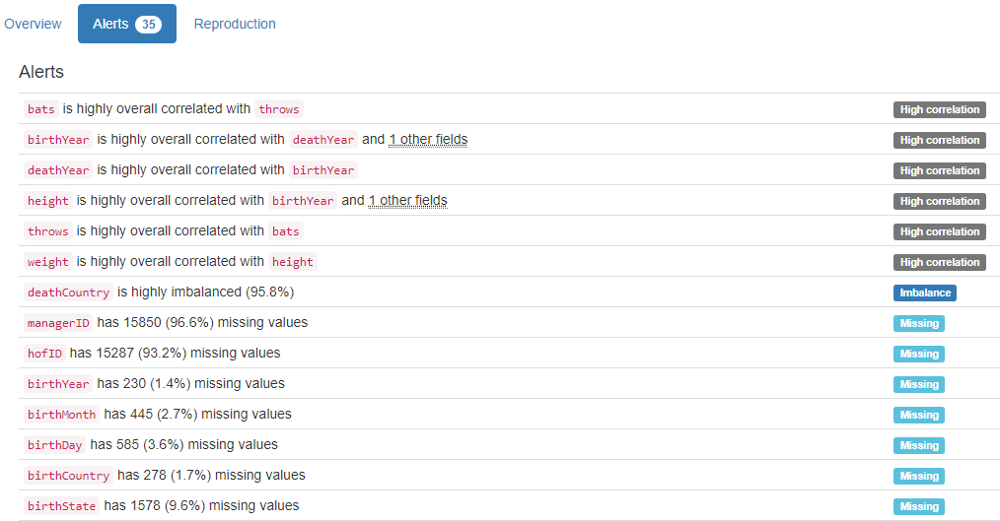 Overview Alerts 35 Reproduction
Alerts
bats is highly overall correlated with throws High correlation
birthYear is highly overall correlated with deathYear and 1 other fields High correlation
deathYear is highly overall correlated with birthYear High correlation
height is highly overall correlated with birthYear and 1 other fields High correlation
throws is highly overall correlated with bats High correlation
weight is highly overall correlated with height High correlation
deathCountry is highly imbalanced (95.8%) Imbalance
managerID has 15850 (96.6%) missing values Missing
hofID has 15287 (93.2%) missing values Missing
birthYear has 230 (1.4%) missing values Missing
birthMonth has 445 (2.7%) missing values Missing
birthDay has 585 (3.6%) missing values Missing
birthCountry has 278 (1.7%) missing values Missing
birthState has 1578 (9.6%) missing values Missing